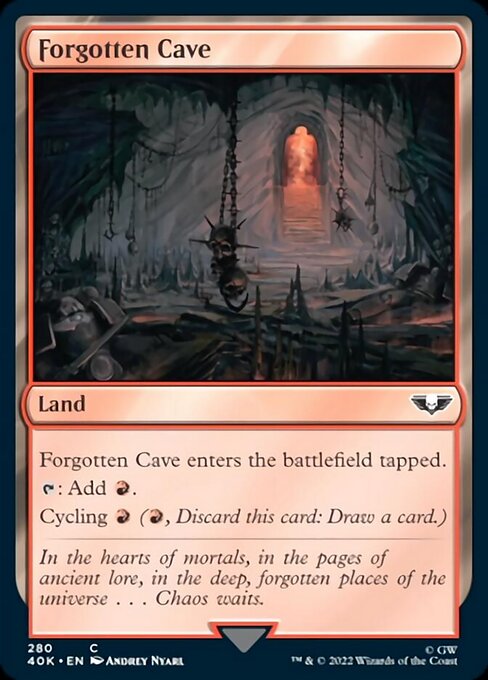 Forgotten Cave
Land
Forgotten Cave enters the battlefield tapped.
: Add .
Cycling  (, Discard this card: Draw a card.)
In the hearts of mortals, in the pages of
ancient lore, in the deep, forgotten places of the
universe . . . Chaos waits.
280 C
40K • EN Andrey Nyarl
© GW
™ & © 2022 Wizards of the Coast